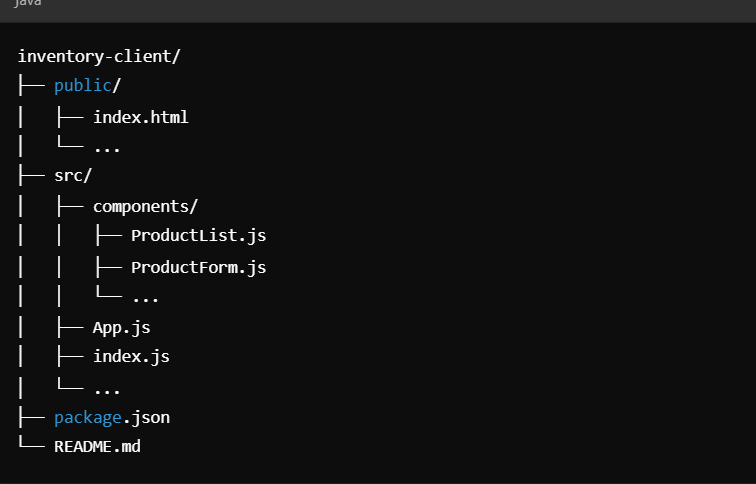 java
inventory-client/
├── public/
│   ├── index.html
│   └── ...
├── src/
│   ├── components/
│   │   ├── ProductList.js
│   │   ├── ProductForm.js
│   │   └── ...
│   ├── App.js
│   ├── index.js
│   └── ...
├── package.json
└── README.md